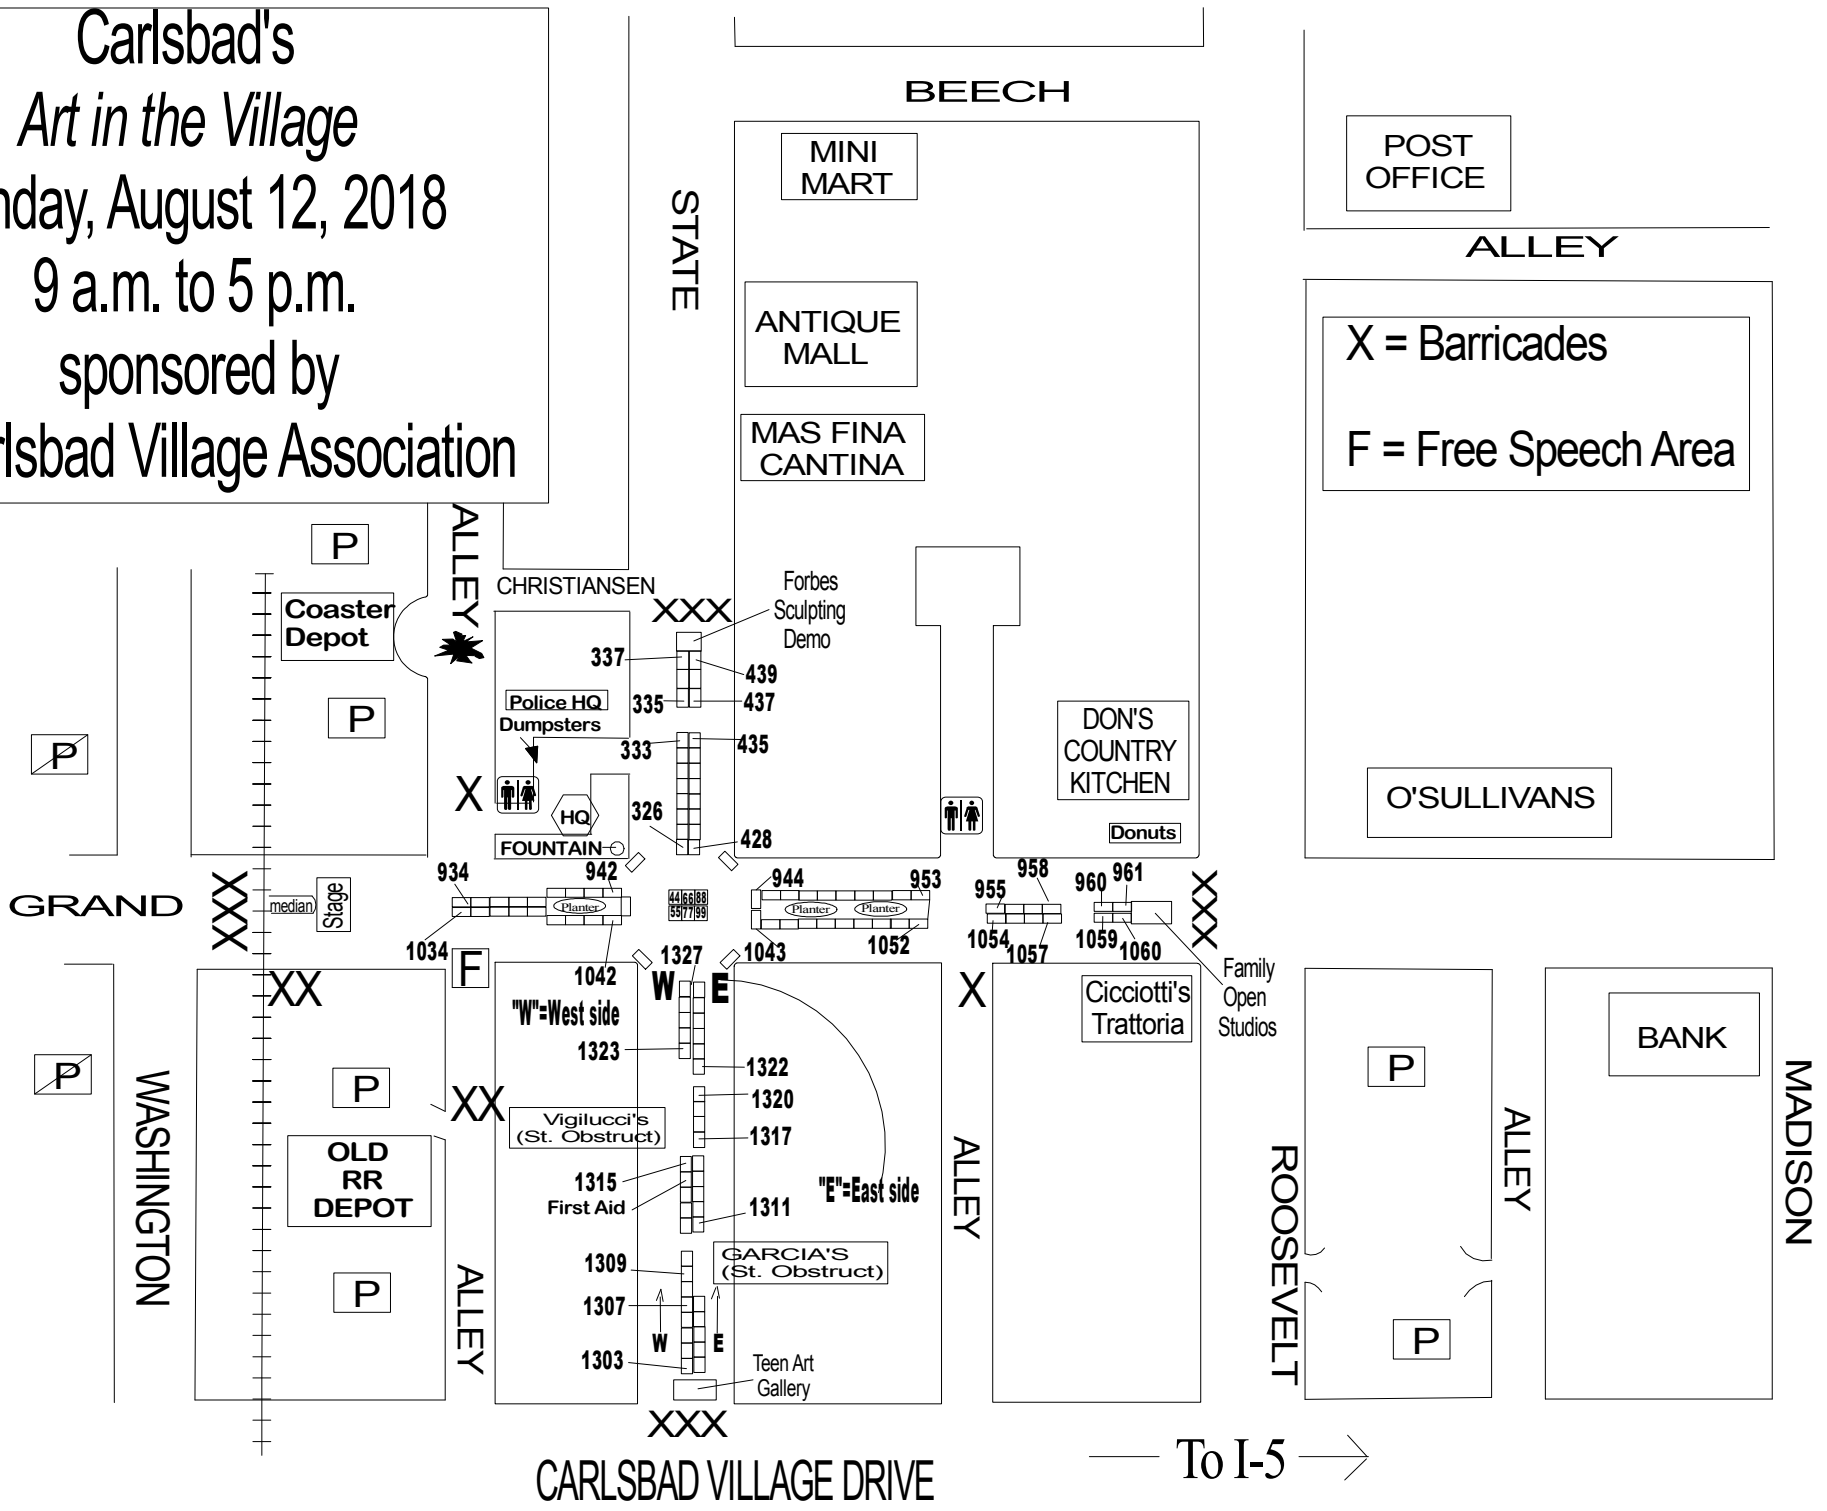 Carlsbad's
Art in the Village
nday, August 12, 2018
9 a.m. to 5 p.m.
sponsored by
rlsbad Village Association
BEECH
MINI
MART
POST
OFFICE
STATE
ALLEY
ANTIQUE
MALL
X = Barricades
F = Free Speech Area
MAS FINA
CANTINA
P
ALLEY
CHRISTIANSEN
XXX
Forbes
Sculpting
Demo
Coaster
Depot
337
439
335
437
Police HQ
Dumpsters
P
P
333
435
DON'S
COUNTRY
KITCHEN
O'SULLIVANS
X
HQ
326
428
FOUNTAIN
Donuts
GRAND
XXX
median
Stage
934
942
Planter
44 66 88
55 77 99
944
953
Planter
Planter
955
958
960
961
XXX
1034
1042
1327
1043
1052
1054
1057
1059
1060
F
XX
W
E
X
"W"=West side
Cicciotti's
Trattoria
Family
Open
Studios
BANK
1323
1322
P
P
P
XX
1320
1317
Vigilucci's
(St. Obstruct)
WASHINGTON
OLD
RR
DEPOT
1315
First Aid
"E"=East side
1311
ALLEY
ROOSEVELT
ALLEY
MADISON
1309
GARCIA'S
(St. Obstruct)
P
ALLEY
1307
W
E
1303
Teen Art
Gallery
P
XXX
CARLSBAD VILLAGE DRIVE
To I-5